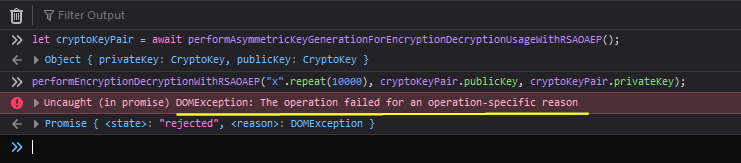 Filter Output
let cryptoKeyPair = await performAsymmetricKeyGenerationForEncryptionDecryptionUsageWithRSAOAEP();
Object { privateKey: CryptoKey, publicKey: CryptoKey }
performEncryptionDecryptionWithRSAOAEP("x".repeat(10000), cryptoKeyPair.publicKey, cryptoKeyPair.privateKey);
Uncaught (in promise) DOMException: The operation failed for an operation-specific reason
Promise { <state>: "rejected", <reason>: DOMException }